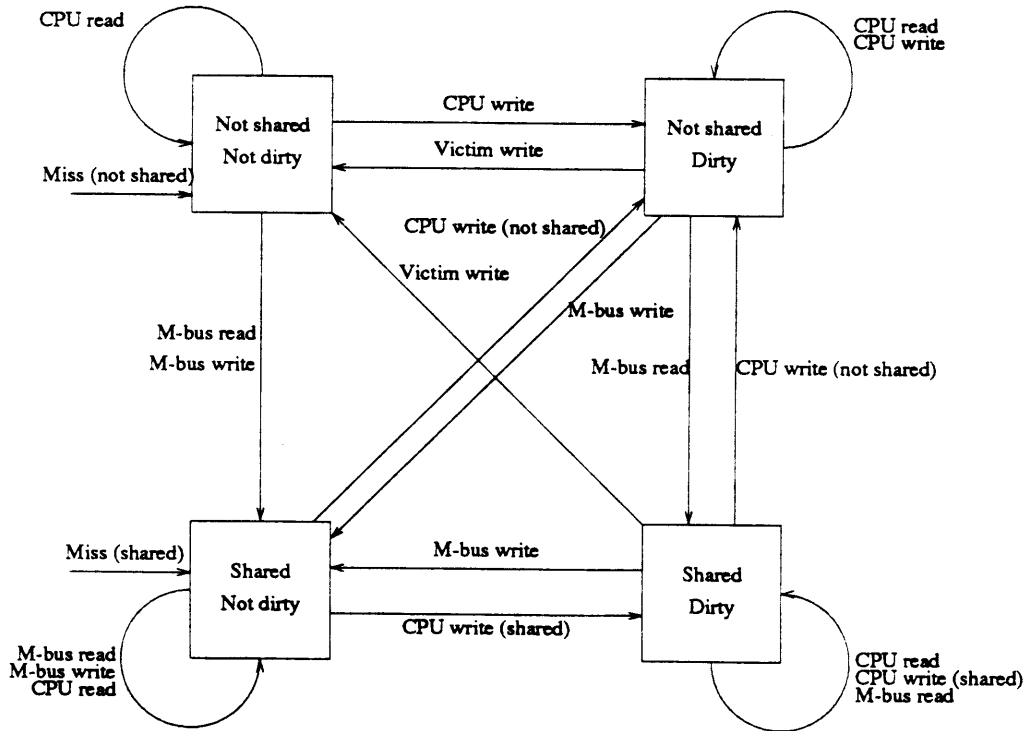 CPU read
CPU read
CPU write
Not shared
Not dirty
CPU write
Not shared
Dirty
Victim write
Miss (not shared)
CPU write (not shared)
Victim write
M-bus write
M-bus read
M-bus write
M-bus read
CPU write (not shared)
Miss (shared)
M-bus write
Shared
Not dirty
Shared
Dirty
CPU write (shared)
M-bus read
M-bus write
CPU read
CPU read
CPU write (shared)
M-bus read